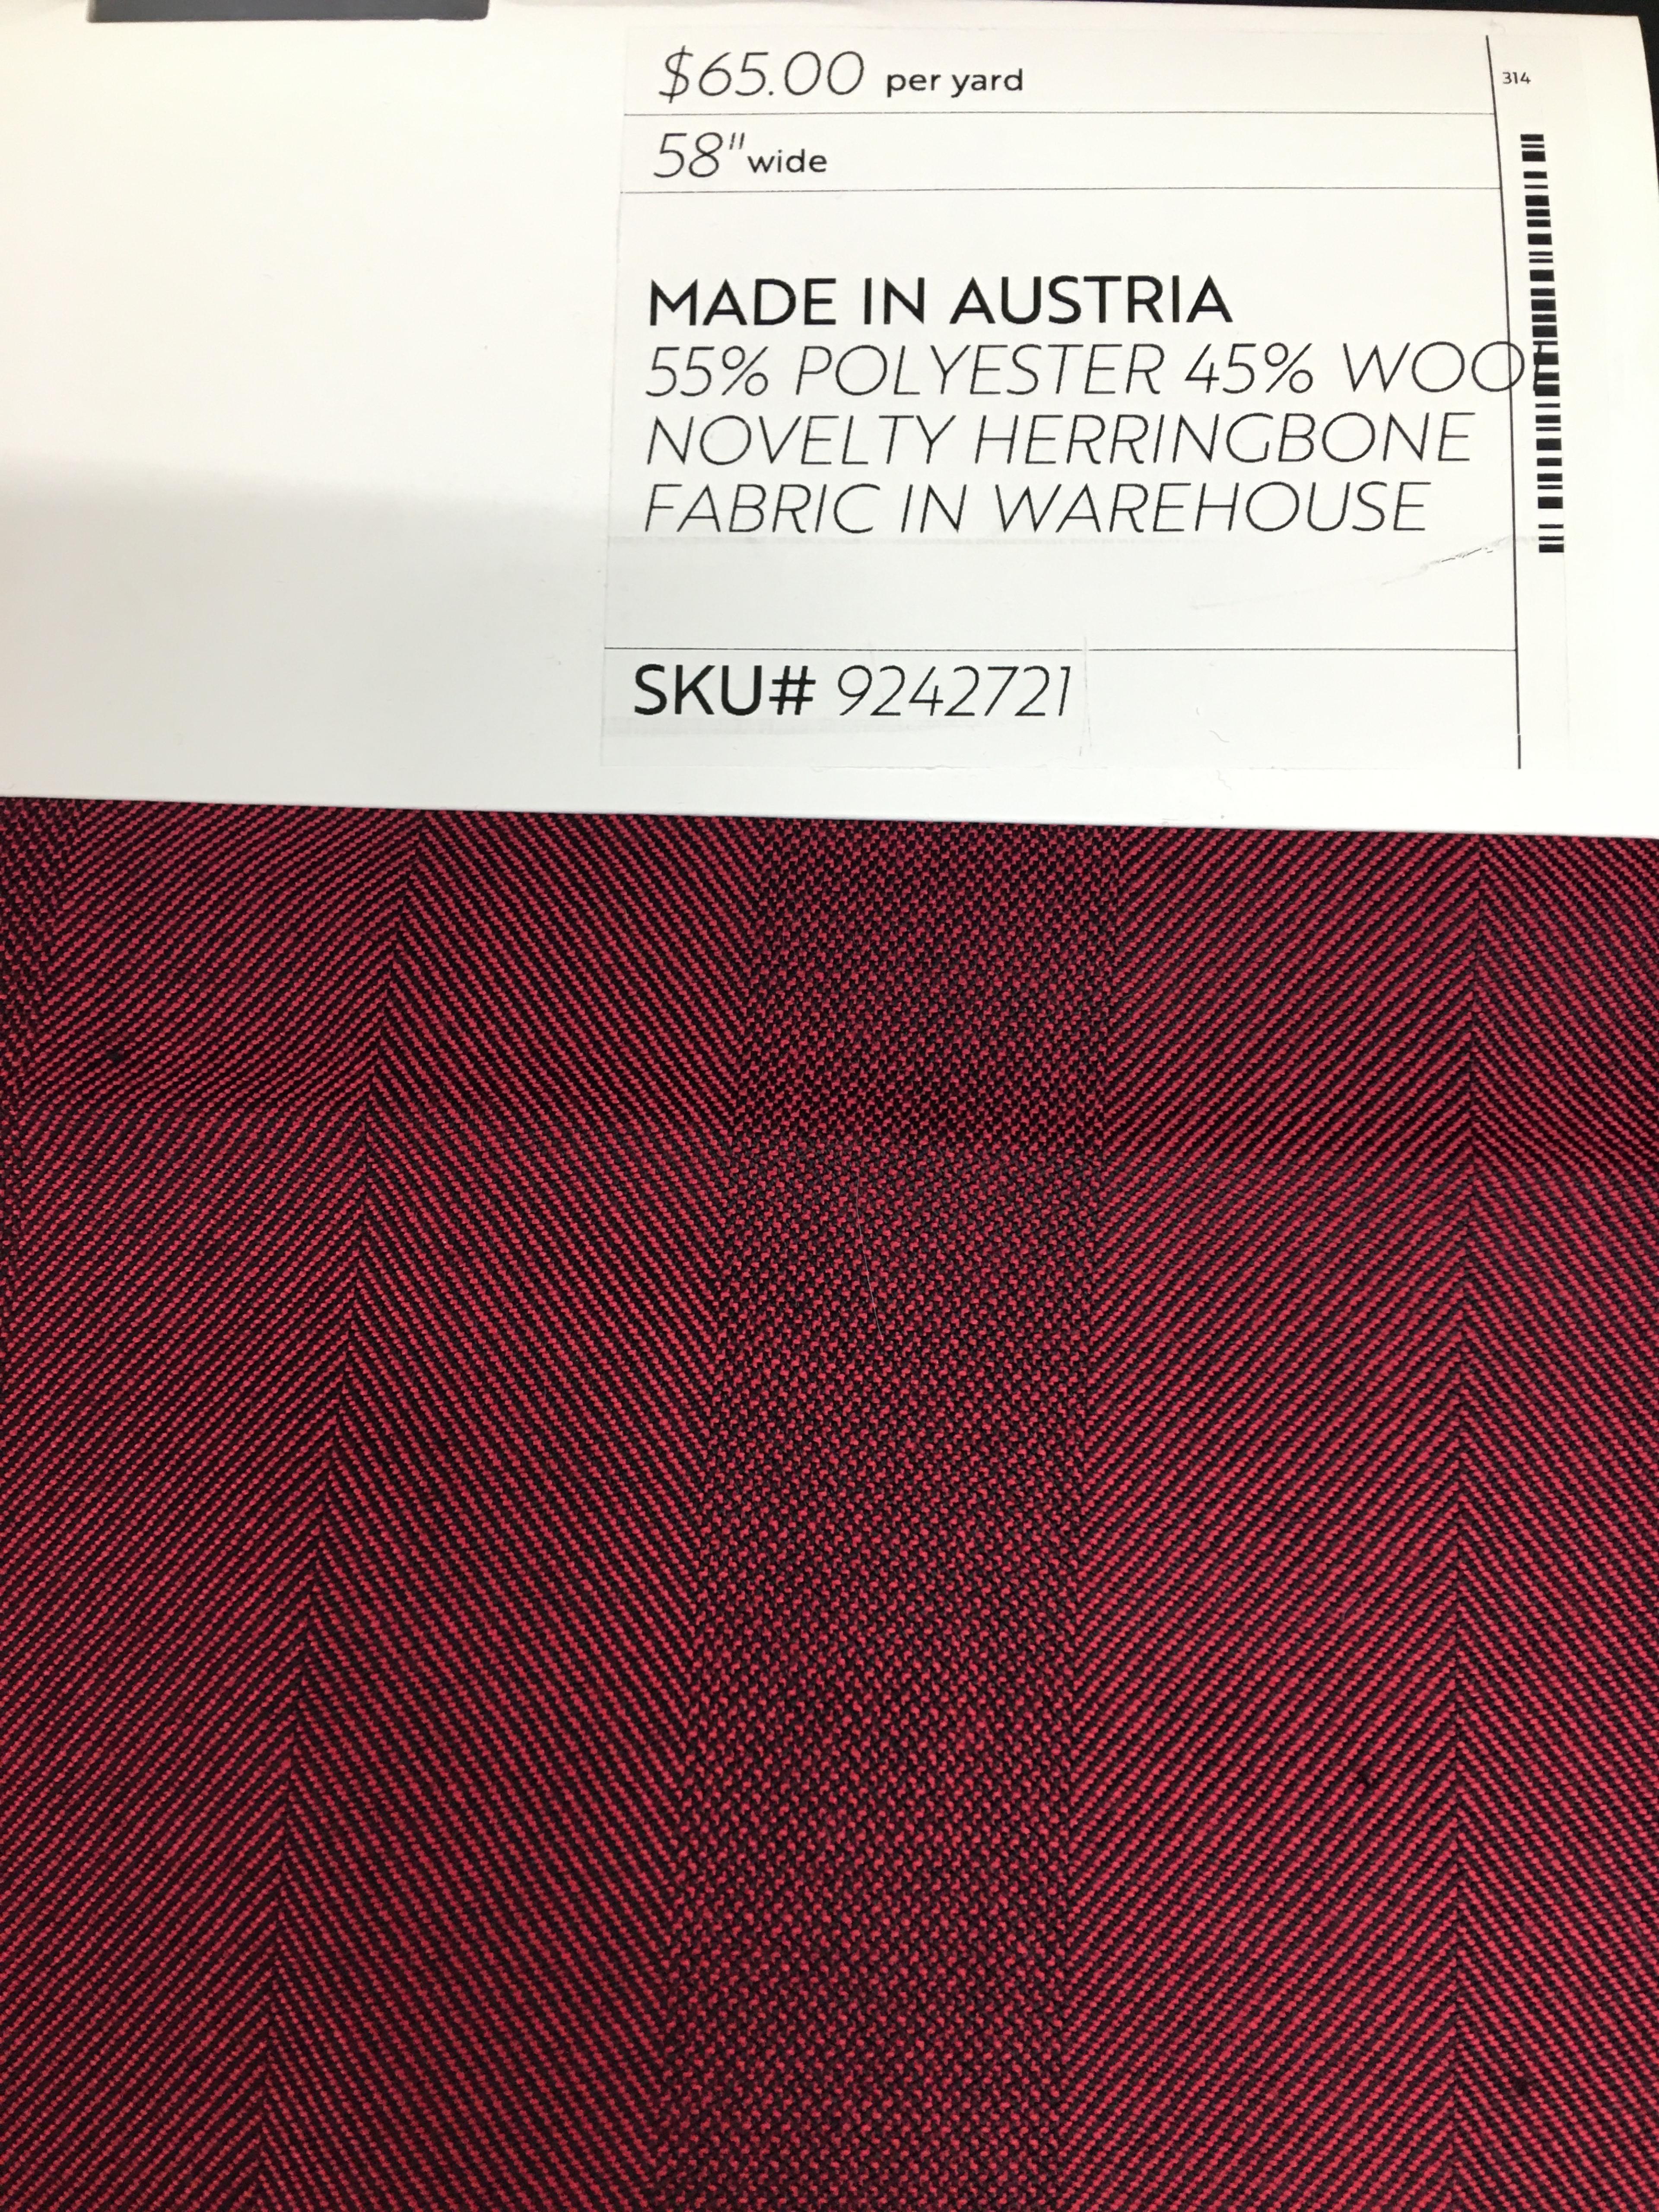 $65.00 per yard
314
58" wide
MADE IN AUSTRIA
55% POLYESTER 45% WOOL
NOVELTY HERRINGBONE
FABRIC IN WAREHOUSE
SKU# 9242721